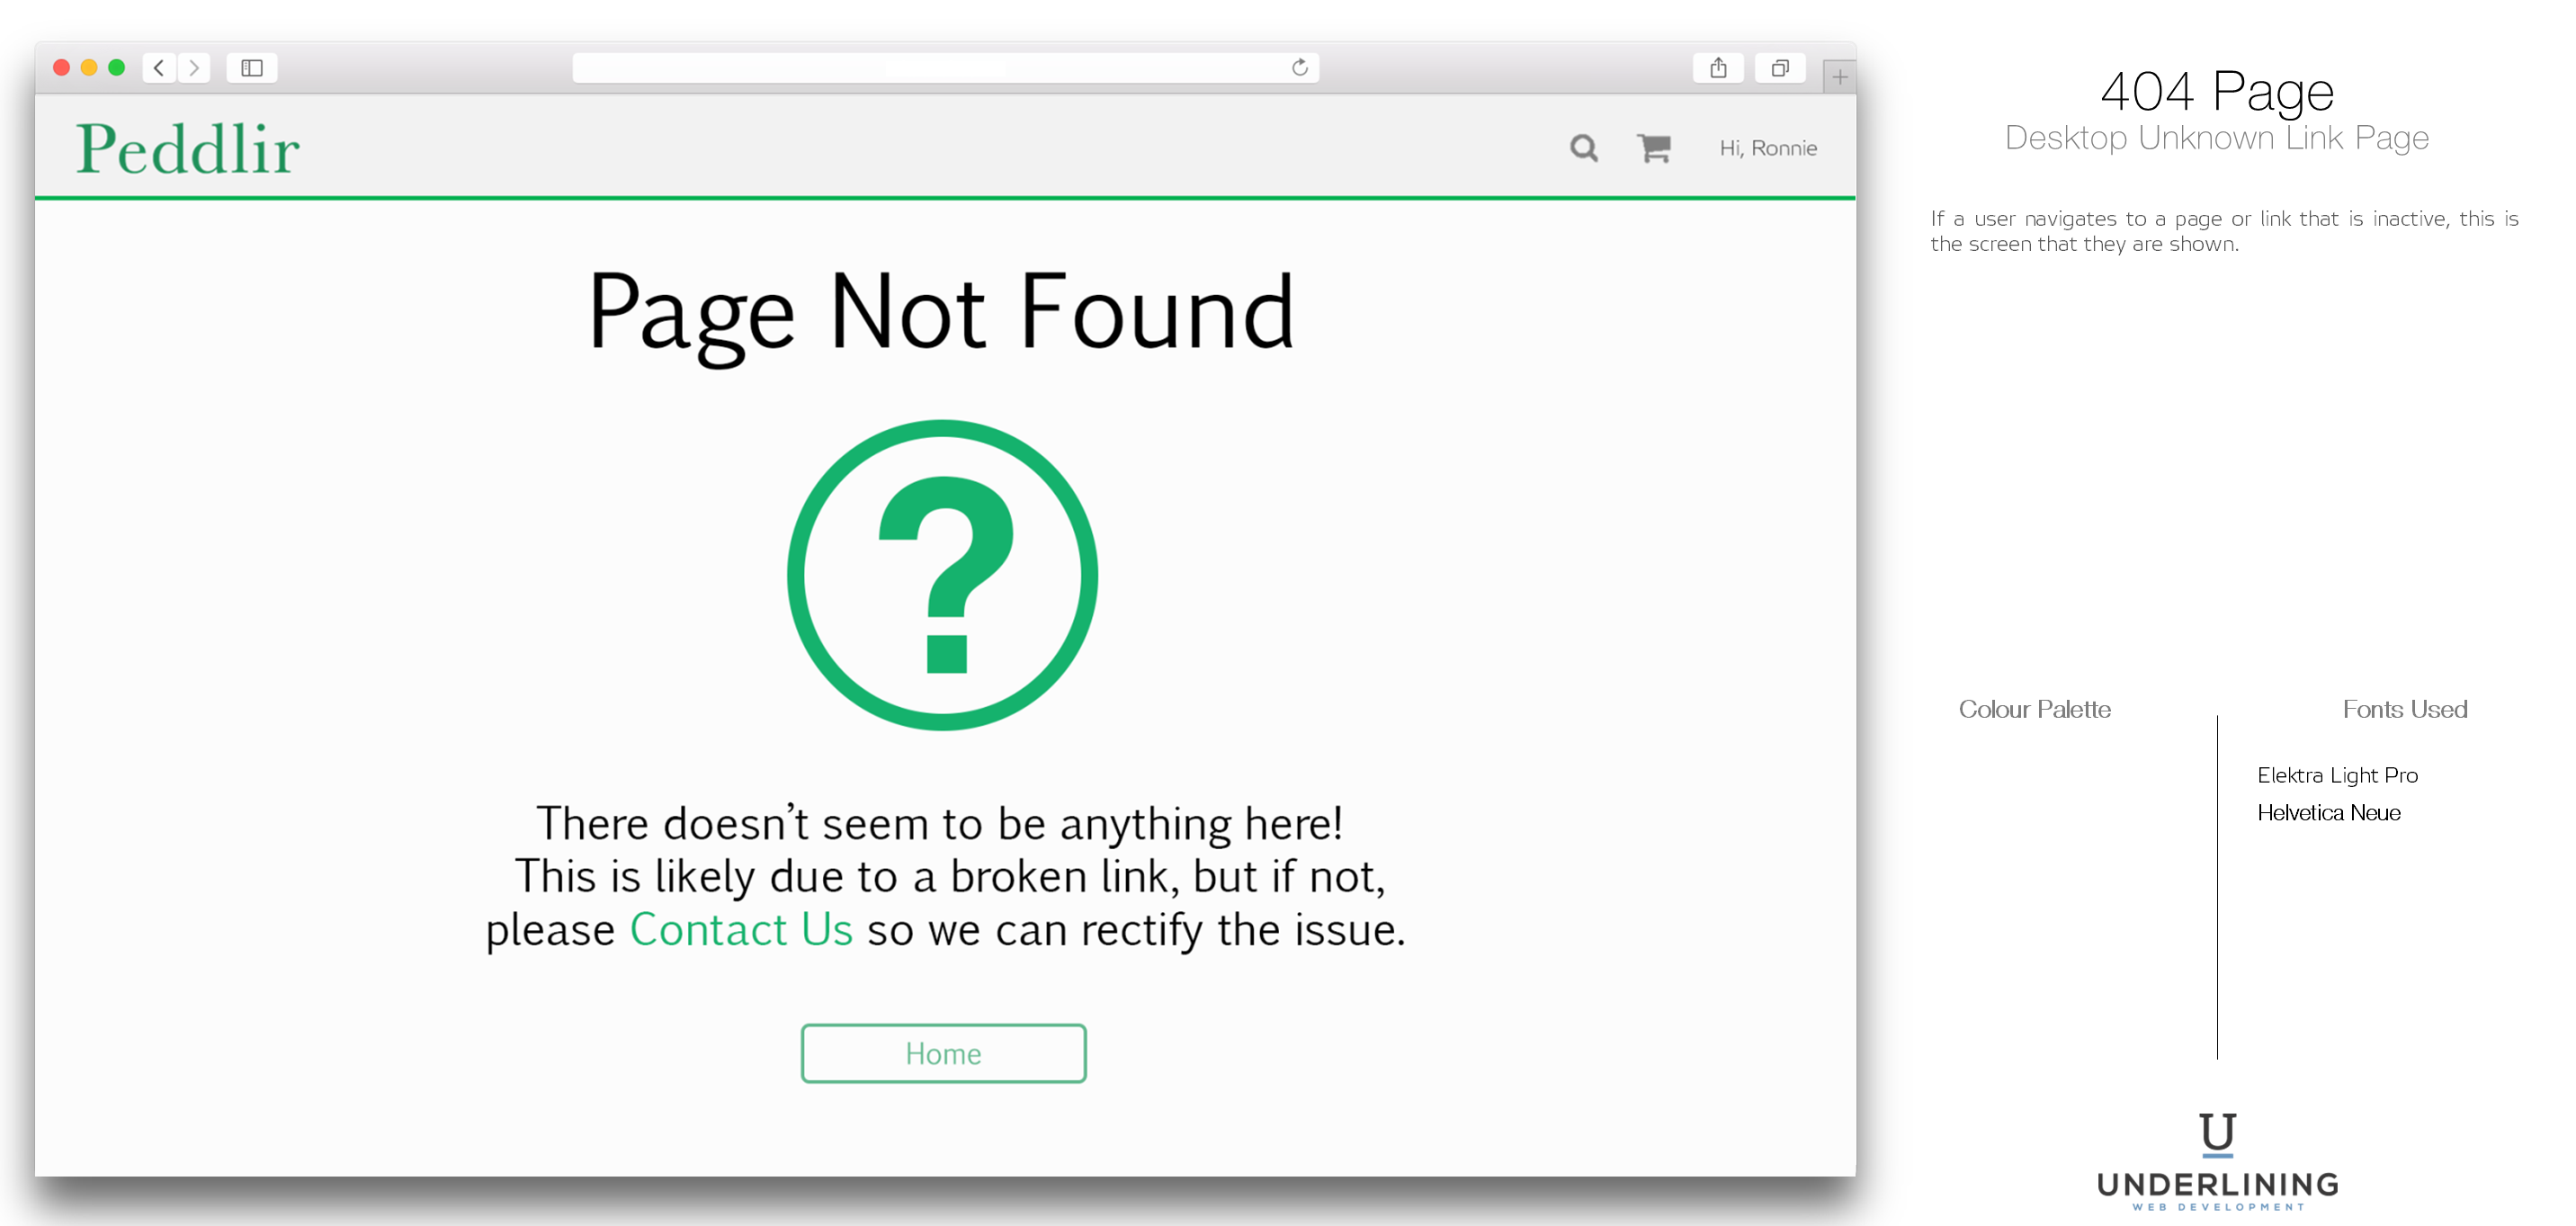 Peddlir
Hi, Ronnie
Page Not Found
?
There doesn’t seem to be anything here!
This is likely due to a broken link, but if not,
please Contact Us so we can rectify the issue.
Home
404 Page
Desktop Unknown Link Page
If a user navigates to a page or link that is inactive, this is
the screen that they are shown.
Colour Palette
Fonts Used
Elektra Light Pro
Helvetica Neue
U
UNDERLINING
WEB DEVELOPMENT